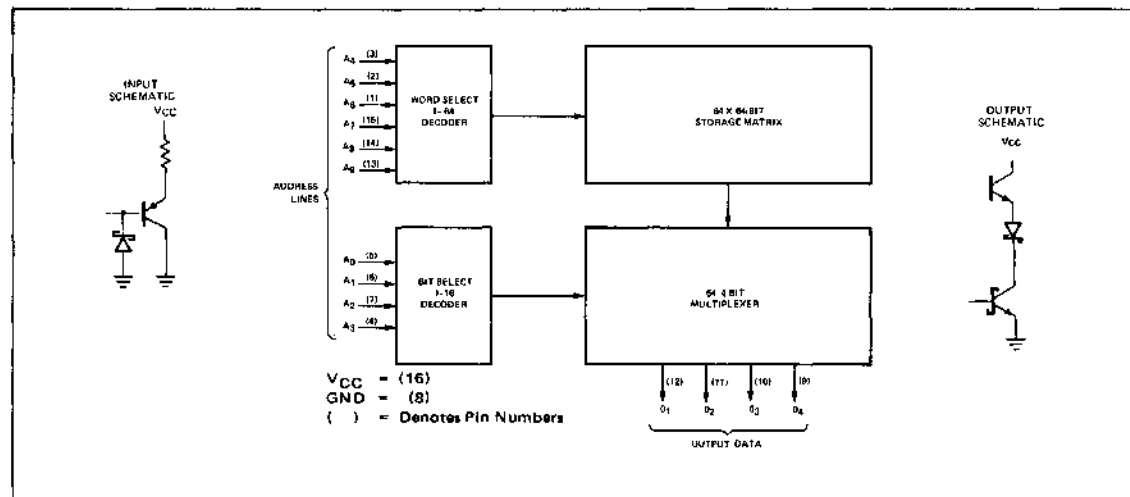 INPUT
SCHEMATIC
VCC
ADDRESS
LINES
A4 (3)
A5 (2)
A6 (1)
A7 (15)
A8 (14)
A9 (13)
WORD SELECT
1-64
DECODER
64 X 64 BIT
STORAGE MATRIX
A0 (5)
A1 (6)
A2 (7)
A3 (4)
BIT SELECT
1-16
DECODER
64-4 BIT
MULTIPLEXER
(12) (11) (10) (9)
O1 O2 O3 O4
OUTPUT DATA
VCC = (16)
GND = (8)
( ) = Denotes Pin Numbers
OUTPUT
SCHEMATIC
VCC